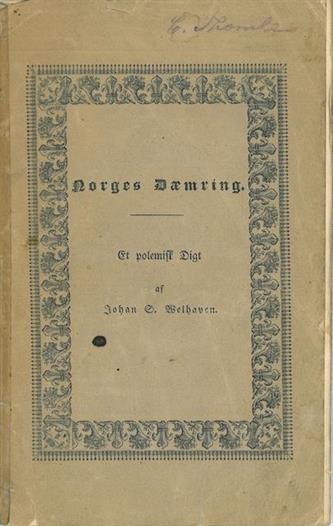 Norges Dæmring.
Et polemisk Digt
af
Johan S. Welhaven.